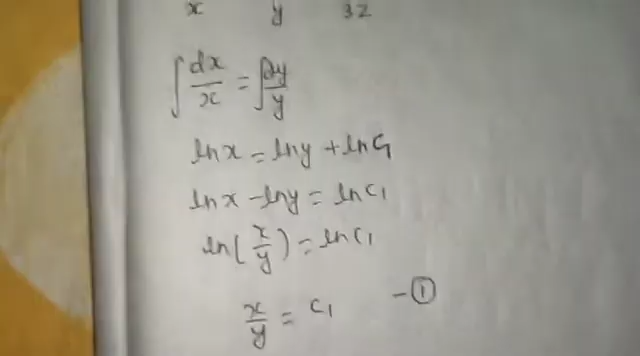 x y 3z
∫ dx/x = ∫ dy/y
ln x = ln y + ln C1
ln x - ln y = ln C1
ln(x/y) = ln C1
x/y = C1 - ①